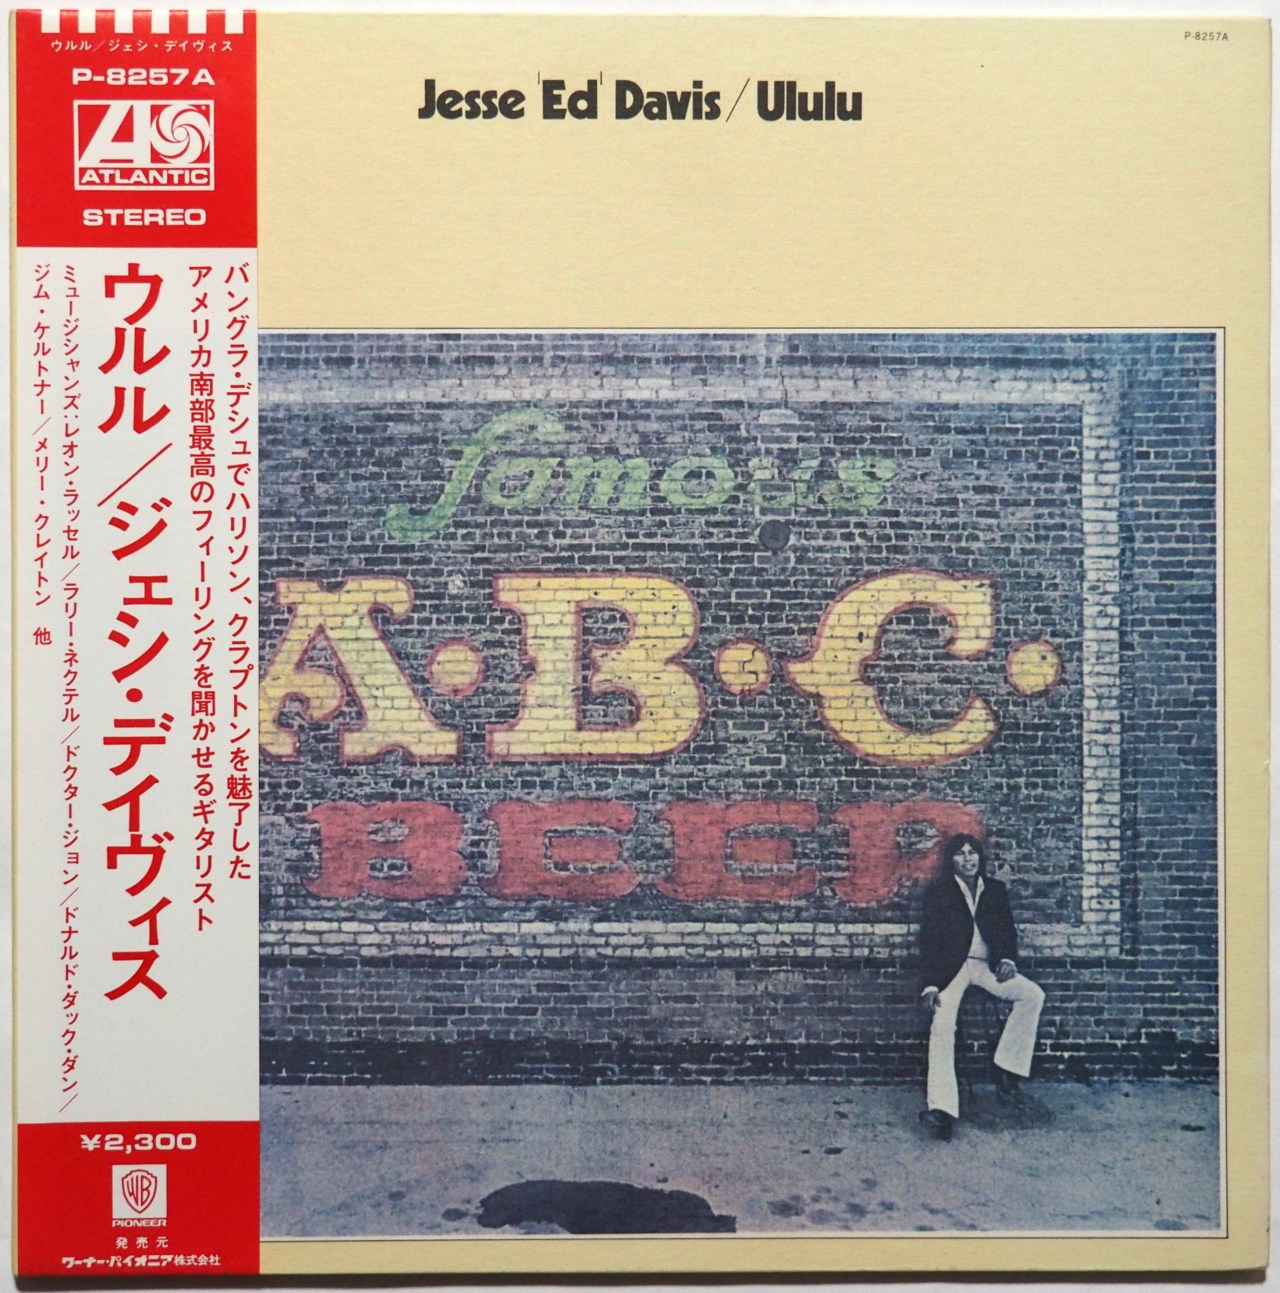 ウルル／ジェシ・デイヴィス
P-8257A
ATLANTIC
STEREO
バングラ・デシュでハリソン、クラプトンを魅了した
アメリカ南部最高のフィーリングを聞かせるギタリスト
ウルル／ジェシ・デイヴィス
ミュージシャンズ:レオン・ラッセル／ラリー・ネクテル／ドクター・ジョン／ドナルド・ダック・ダン／
ジム・ケルトナー／メリー・クレイトン 他
¥2,300
WB
PIONEER
発売元
ワーナー・パイオニア株式会社
P-8257A
Jesse 'Ed' Davis/Ululu
famous
A·B·C·
BEER